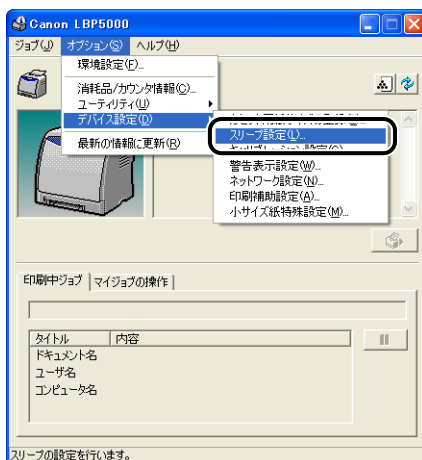 Canon LBP5000
ジョブ(J) オプション(S) ヘルプ(H)
環境設定(F)...
消耗品/カウンタ情報(C)...
ユーティリティ(U)
デバイス設定(D)
最新の情報に更新(R)
スリープ設定(L)...
警告表示設定(W)...
ネットワーク設定(N)...
印刷補助設定(A)...
小サイズ紙特殊設定(M)...
印刷中ジョブ マイジョブの操作
タイトル 内容
ドキュメント名
ユーザ名
コンピュータ名
スリープの設定を行います。